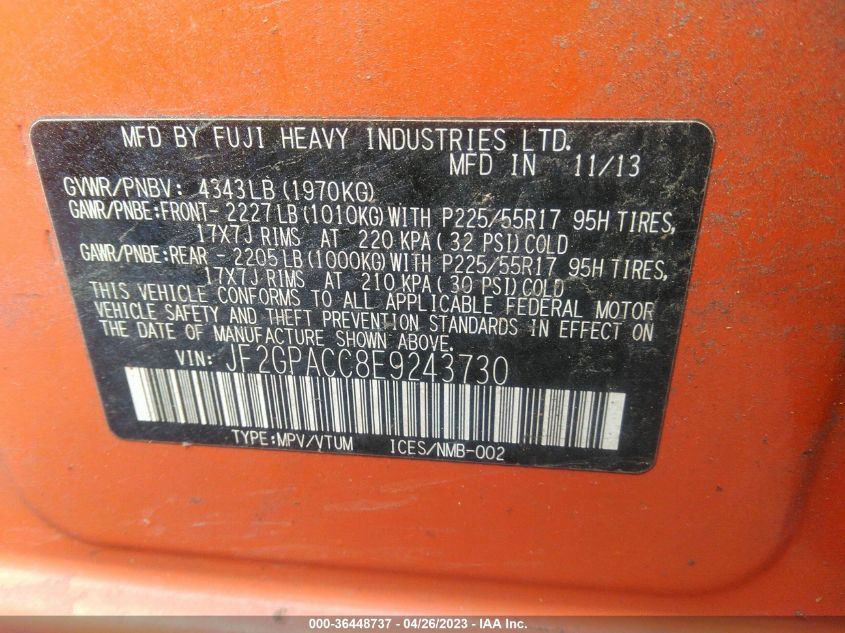 MFD BY FUJI HEAVY INDUSTRIES LTD.
MFD IN 11/13
GVWR/PNBV: 4343LB (1970KG)
GAWR/PNBE:FRONT- 2227LB (1010KG) WITH P225/55R17 95H TIRES,
17X7J RIMS AT 220 KPA ( 32 PSI) COLD
GAWR/PNBE:REAR - 2205LB (1000KG) WITH P225/55R17 95H TIRES,
17X7J RIMS AT 210 KPA ( 30 PSI) COLD
THIS VEHICLE CONFORMS TO ALL APPLICABLE FEDERAL MOTOR
VEHICLE SAFETY AND THEFT PREVENTION STANDARDS IN EFFECT ON
THE DATE OF MANUFACTURE SHOWN ABOVE.
VIN: JF2GPACC8E9243730
TYPE:MPV/VTUM ICES/NMB-002
000-36448737 - 04/26/2023 - IAA Inc.